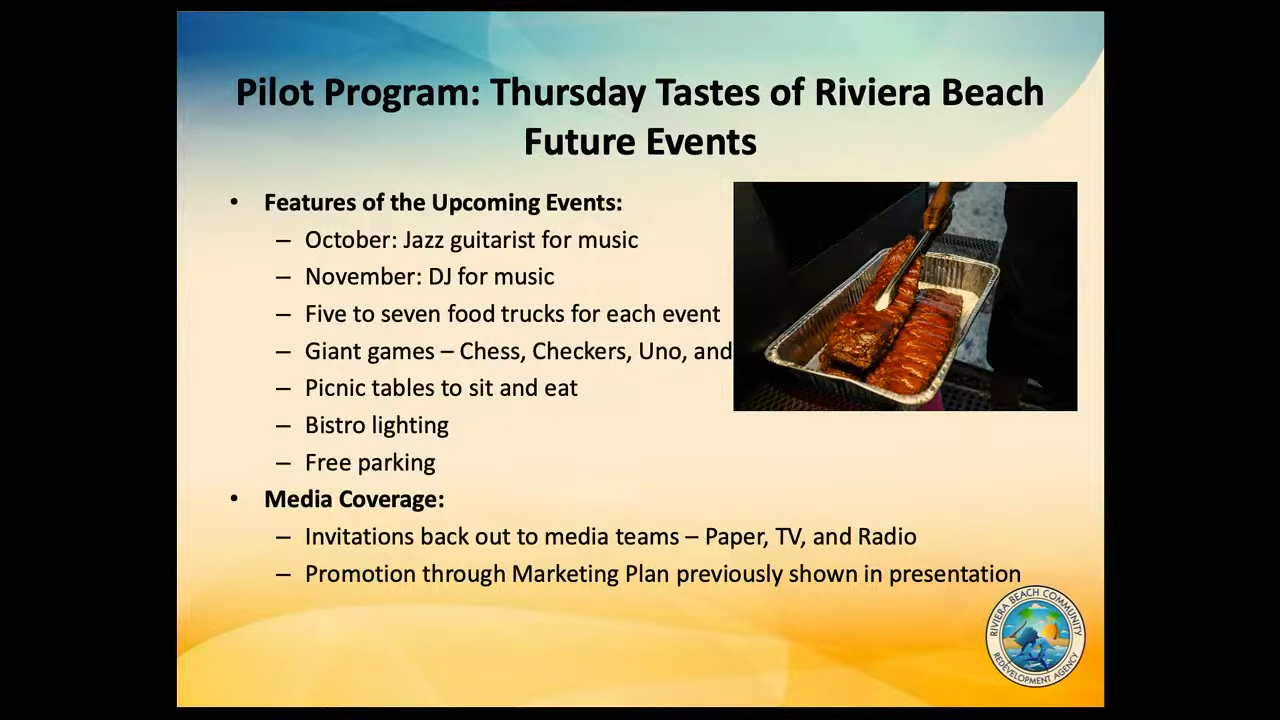 Pilot Program: Thursday Tastes of Riviera Beach
Future Events
• Features of the Upcoming Events:
– October: Jazz guitarist for music
– November: DJ for music
– Five to seven food trucks for each event
– Giant games – Chess, Checkers, Uno, and
– Picnic tables to sit and eat
– Bistro lighting
– Free parking
• Media Coverage:
– Invitations back out to media teams – Paper, TV, and Radio
– Promotion through Marketing Plan previously shown in presentation
RIVIERA BEACH COMMUNITY
REDEVELOPMENT AGENCY